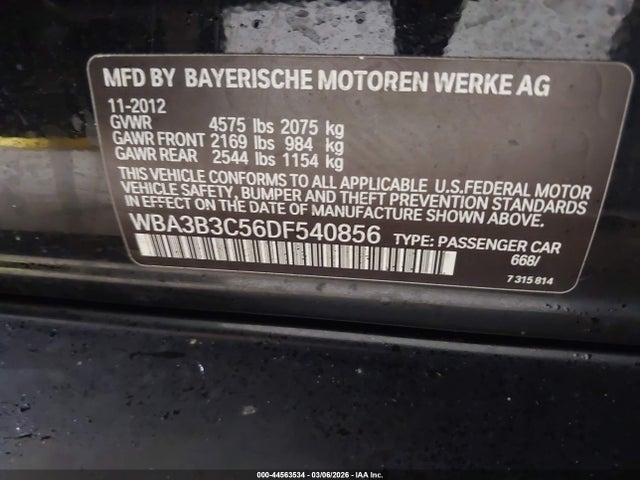 MFD BY BAYERISCHE MOTOREN WERKE AG
11-2012
GVWR 4575 lbs 2075 kg
GAWR FRONT 2169 lbs 984 kg
GAWR REAR 2544 lbs 1154 kg
THIS VEHICLE CONFORMS TO ALL APPLICABLE U.S.FEDERAL MOTOR
VEHICLE SAFETY, BUMPER AND THEFT PREVENTION STANDARDS
IN EFFECT ON THE DATE OF MANUFACTURE SHOWN ABOVE.
WBA3B3C56DF540856 TYPE: PASSENGER CAR
668/
7 315 814
000-44563534 - 03/06/2026 - IAA Inc.